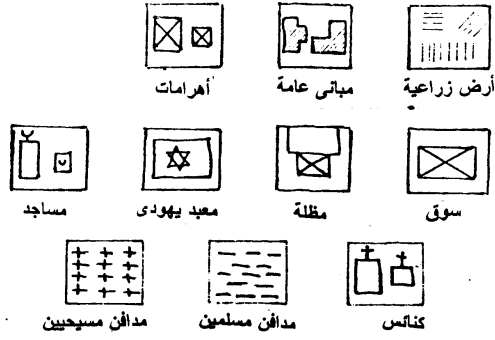 أرض زراعية مبانى عامة أهرامات
سوق مظلة معبد يهودى مساجد
كنائس مدافن مسلمين مدافن مسيحيين